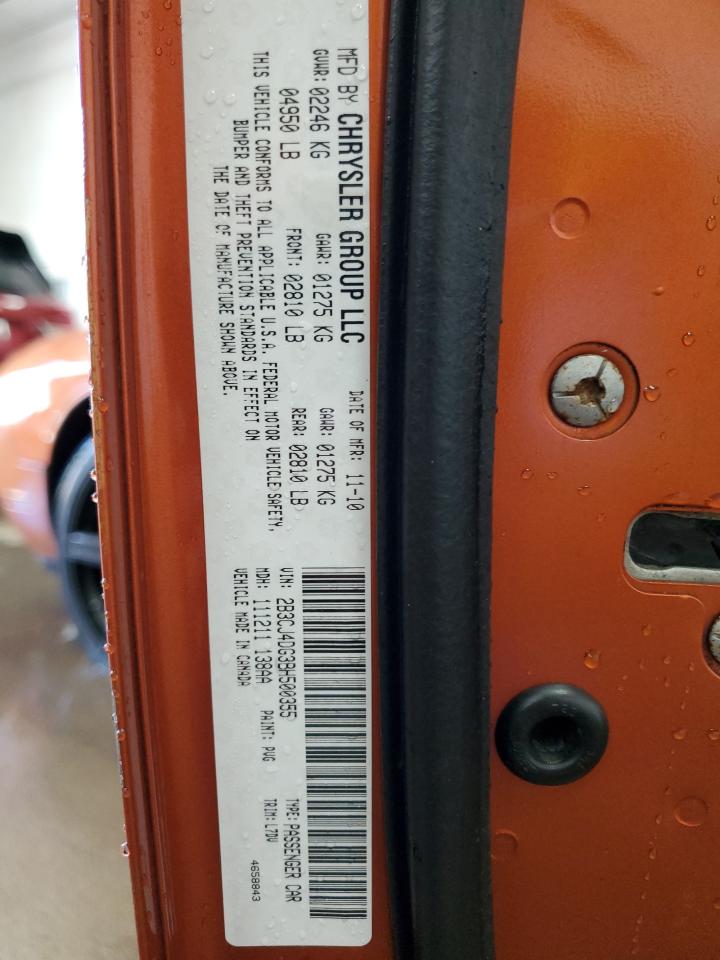 MFD BY CHRYSLER GROUP LLC DATE OF MFR: 11-10
GVWR: 02246 KG GAWR: 01275 KG GAWR: 01275 KG
04950 LB FRONT: 02810 LB REAR: 02810 LB
THIS VEHICLE CONFORMS TO ALL APPLICABLE U.S.A. FEDERAL MOTOR VEHICLE SAFETY,
BUMPER AND THEFT PREVENTION STANDARDS IN EFFECT ON
THE DATE OF MANUFACTURE SHOWN ABOVE.
VIN: 2B3CJ4DG3BH500355 TYPE: PASSENGER CAR
MDH: 111211 138AA PAINT: PVG TRIM: L7DV
VEHICLE MADE IN CANADA 4658843